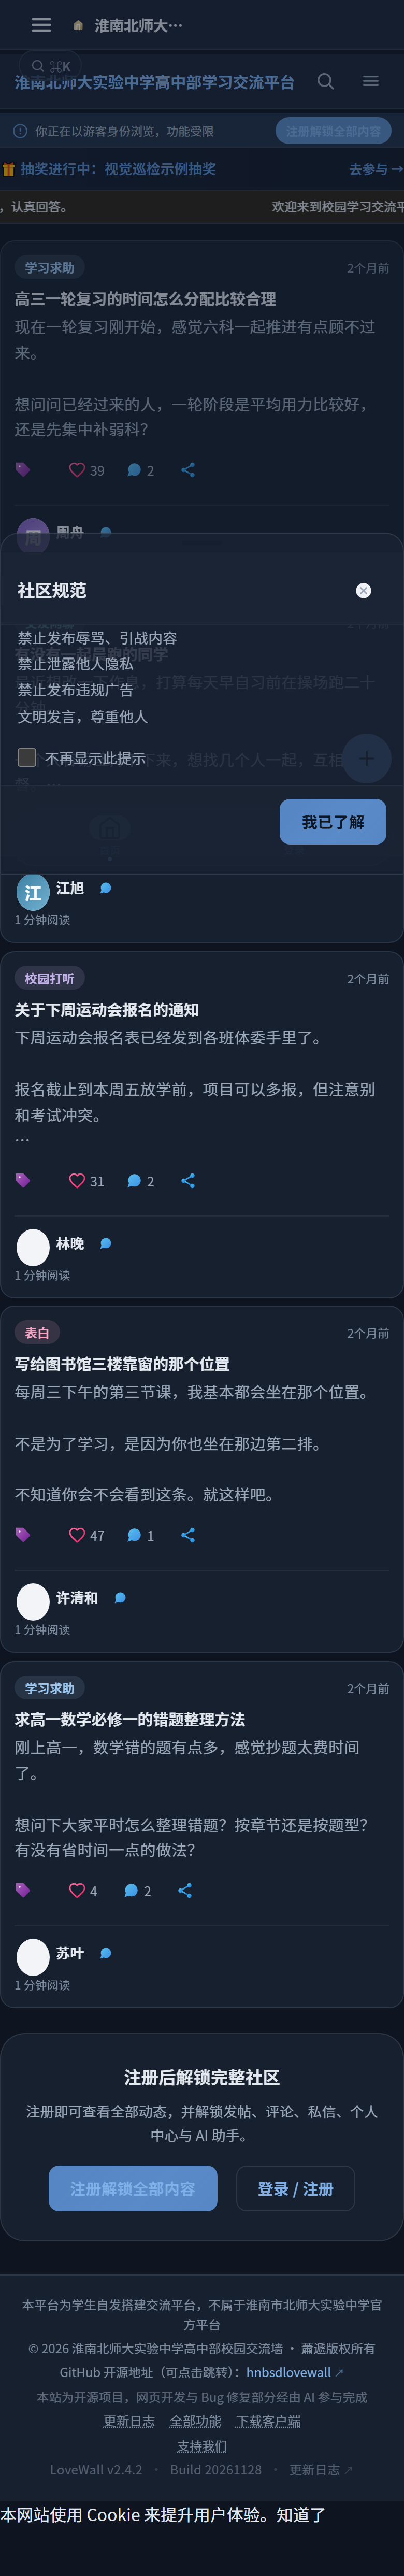 淮南北师大…
⌘K
淮南北师大实验中学高中部学习交流平台
你正在以游客身份浏览，功能受限
注册解锁全部内容
抽奖进行中：视觉巡检示例抽奖
去参与 →
，认真回答。
欢迎来到校园学习交流平
学习求助
2个月前
高三一轮复习的时间怎么分配比较合理
现在一轮复习刚开始，感觉六科一起推进有点顾不过
来。
想问问已经过来的人，一轮阶段是平均用力比较好，
还是先集中补弱科？
39
2
周
周舟
社区规范
禁止发布辱骂、引战内容
有没有一起晨跑的同学
禁止泄露他人隐私
禁止发布违规广告
文明发言，尊重他人
不再显示此提示
我已了解
江
江旭
1 分钟阅读
校园打听
2个月前
关于下周运动会报名的通知
下周运动会报名表已经发到各班体委手里了。
报名截止到本周五放学前，项目可以多报，但注意别
和考试冲突。
…
31
2
林晚
1 分钟阅读
表白
2个月前
写给图书馆三楼靠窗的那个位置
每周三下午的第三节课，我基本都会坐在那个位置。
不是为了学习，是因为你也坐在那边第二排。
不知道你会不会看到这条。就这样吧。
47
1
许清和
1 分钟阅读
学习求助
2个月前
求高一数学必修一的错题整理方法
刚上高一，数学错的题有点多，感觉抄题太费时间
了。
想问下大家平时怎么整理错题？按章节还是按题型？
有没有省时间一点的做法？
4
2
苏叶
1 分钟阅读
注册后解锁完整社区
注册即可查看全部动态，并解锁发帖、评论、私信、个人
中心与 AI 助手。
注册解锁全部内容
登录 / 注册
本平台为学生自发搭建交流平台，不属于淮南市北师大实验中学官
方平台
© 2026 淮南北师大实验中学高中部校园交流墙 · 萧遞版权所有
GitHub 开源地址（可点击跳转）：hnbsdlovewall ↗
本站为开源项目，网页开发与 Bug 修复部分经由 AI 参与完成
更新日志 全部功能 下载客户端
支持我们
LoveWall v2.4.2 · Build 20261128 · 更新日志 ↗
本网站使用 Cookie 来提升用户体验。知道了